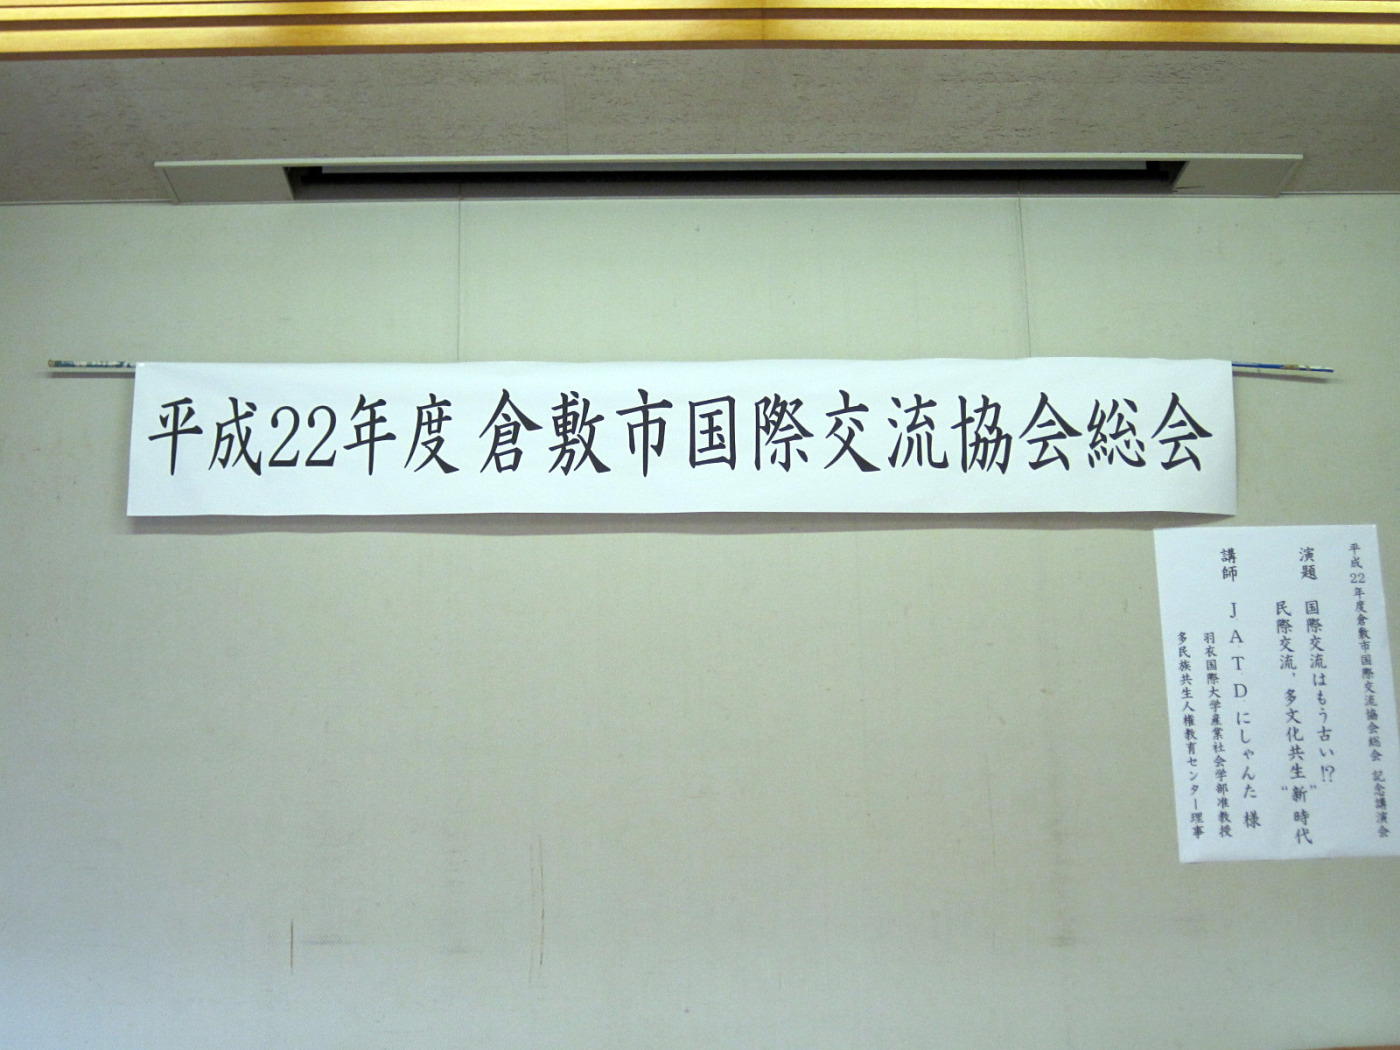 平成22年度 倉敷市国際交流協会総会
平成22年度倉敷市国際交流協会総会 記念講演会
演題 国際交流はもう古い!?
民際交流，多文化共生“新”時代
講師 JATDにしゃんた 様
羽衣国際大学産業社会学部准教授
多民族共生人権教育センター理事